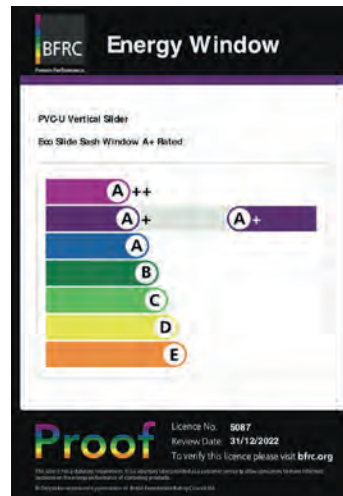 BFRC Energy Window
PVC-U Vertical Slider
Eco Slide Sash Window A+ Rated
A++
A+ A+
A
B
C
D
E
Proof
Licence No. 5087
Review Date: 31/12/2022
To verify this licence please visit bfrc.org